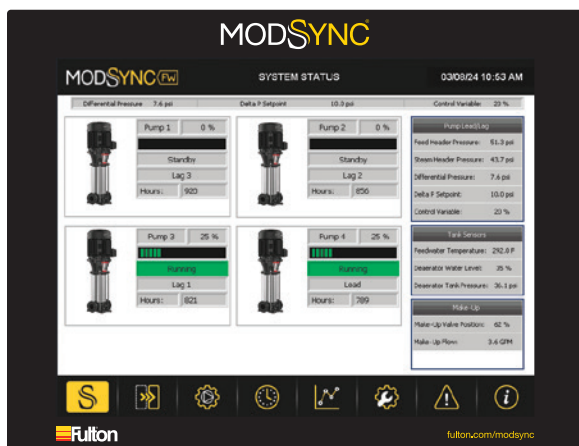 MODSYNC
MODSYNC FW SYSTEM STATUS 03/08/24 10:53 AM
Differential Pressure 7.6 psi Delta P Setpoint 10.0 psi Control Variable: 23 %
Pump 1 0 %
Standby
Lag 3
Hours: 920
Pump 2 0 %
Standby
Lag 2
Hours: 856
Pump 3 25 %
Running
Lag 1
Hours: 821
Pump 4 25 %
Running
Lead
Hours: 789
Pump Lead/Lag
Feed Header Pressure: 51.3 psi
Steam Header Pressure: 43.7 psi
Differential Pressure: 7.6 psi
Delta P Setpoint: 10.0 psi
Control Variable: 23 %
Tank Sensors
Feedwater Temperature: 292.0 F
Deaerator Water Level: 35 %
Deaerator Tank Pressure: 36.1 psi
Make-Up
Make-Up Valve Position: 62 %
Make-Up Flow: 3.6 GPM
Fulton
fulton.com/modsync